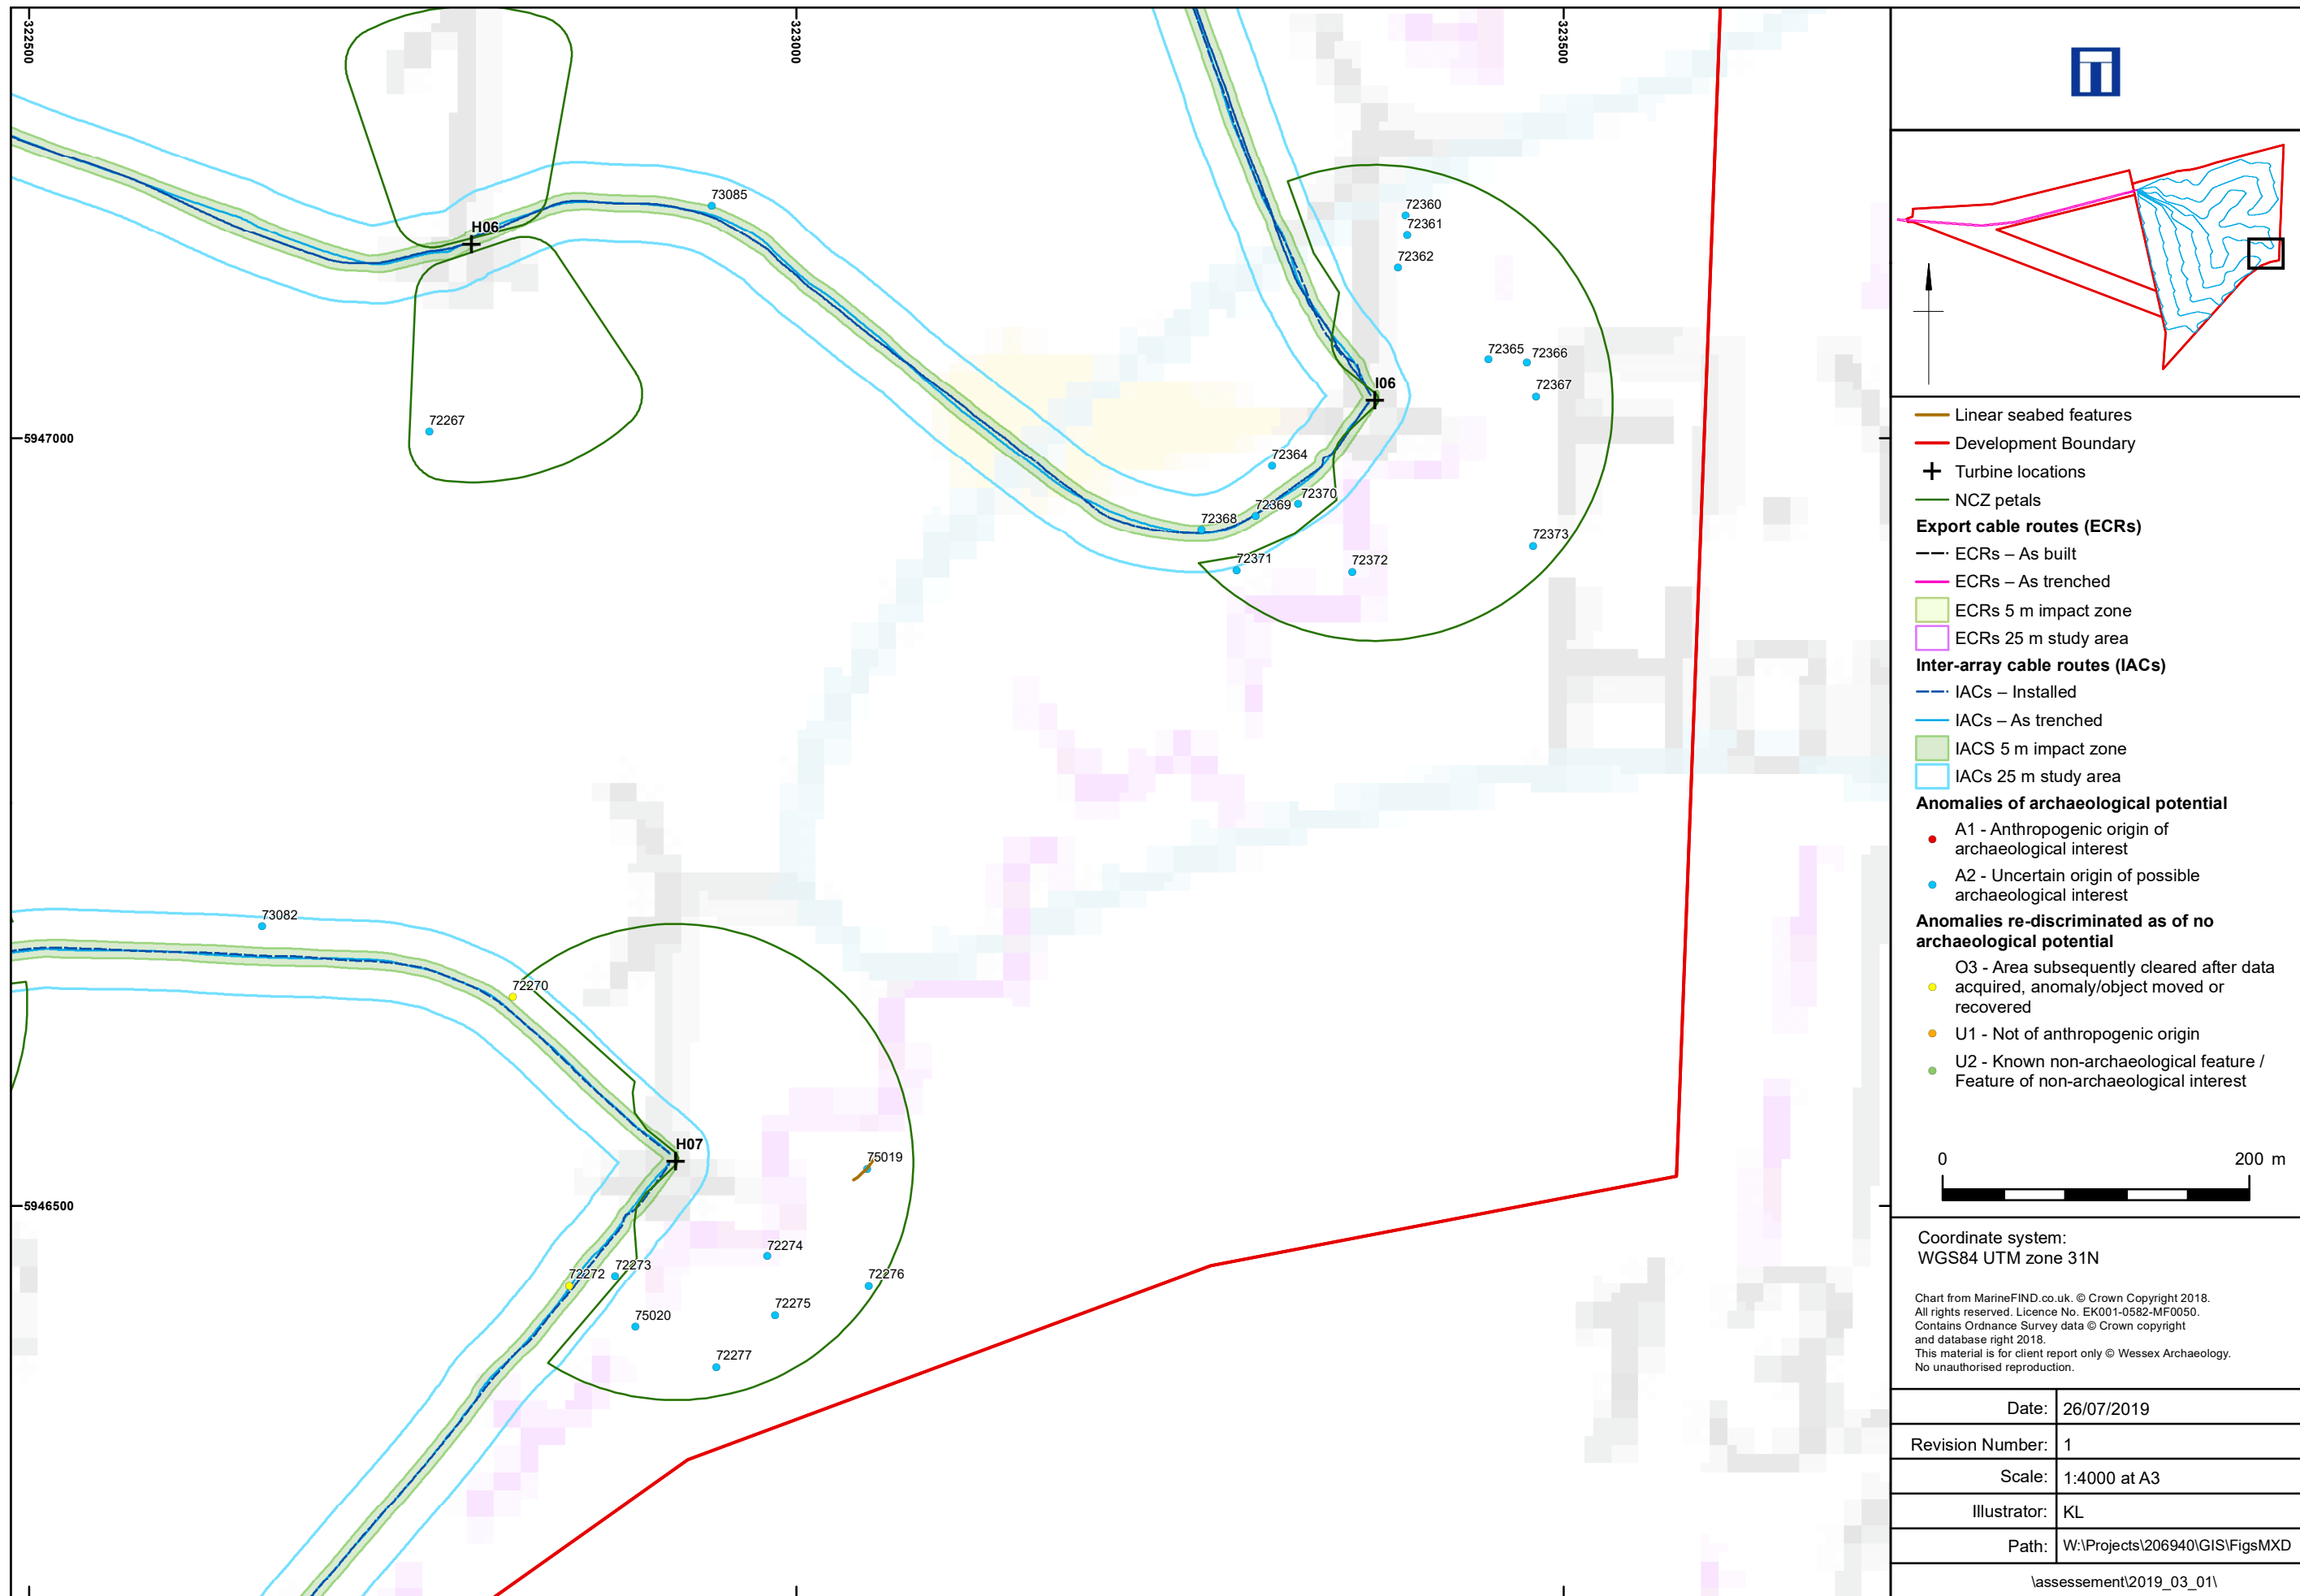 322500
323000
323500
73085
H06
72360
72361
72362
72365
72366
72367
I06
72267
5947000
72364
72370
72369
72368
72373
72371
72372
73082
72270
H07
75019
5946500
72274
72273
72272
72276
72275
75020
72277
Linear seabed features
Development Boundary
Turbine locations
NCZ petals
Export cable routes (ECRs)
ECRs – As built
ECRs – As trenched
ECRs 5 m impact zone
ECRs 25 m study area
Inter-array cable routes (IACs)
IACs – Installed
IACs – As trenched
IACS 5 m impact zone
IACs 25 m study area
Anomalies of archaeological potential
A1 - Anthropogenic origin of
archaeological interest
A2 - Uncertain origin of possible
archaeological interest
Anomalies re-discriminated as of no
archaeological potential
O3 - Area subsequently cleared after data
acquired, anomaly/object moved or
recovered
U1 - Not of anthropogenic origin
U2 - Known non-archaeological feature /
Feature of non-archaeological interest
0 200 m
Coordinate system:
WGS84 UTM zone 31N
Chart from MarineFIND.co.uk. © Crown Copyright 2018.
All rights reserved. Licence No. EK001-0582-MF0050.
Contains Ordnance Survey data © Crown copyright
and database right 2018.
This material is for client report only © Wessex Archaeology.
No unauthorised reproduction.
Date: 26/07/2019
Revision Number: 1
Scale: 1:4000 at A3
Illustrator: KL
Path: W:\Projects\206940\GIS\FigsMXD
\assessement\2019_03_01\